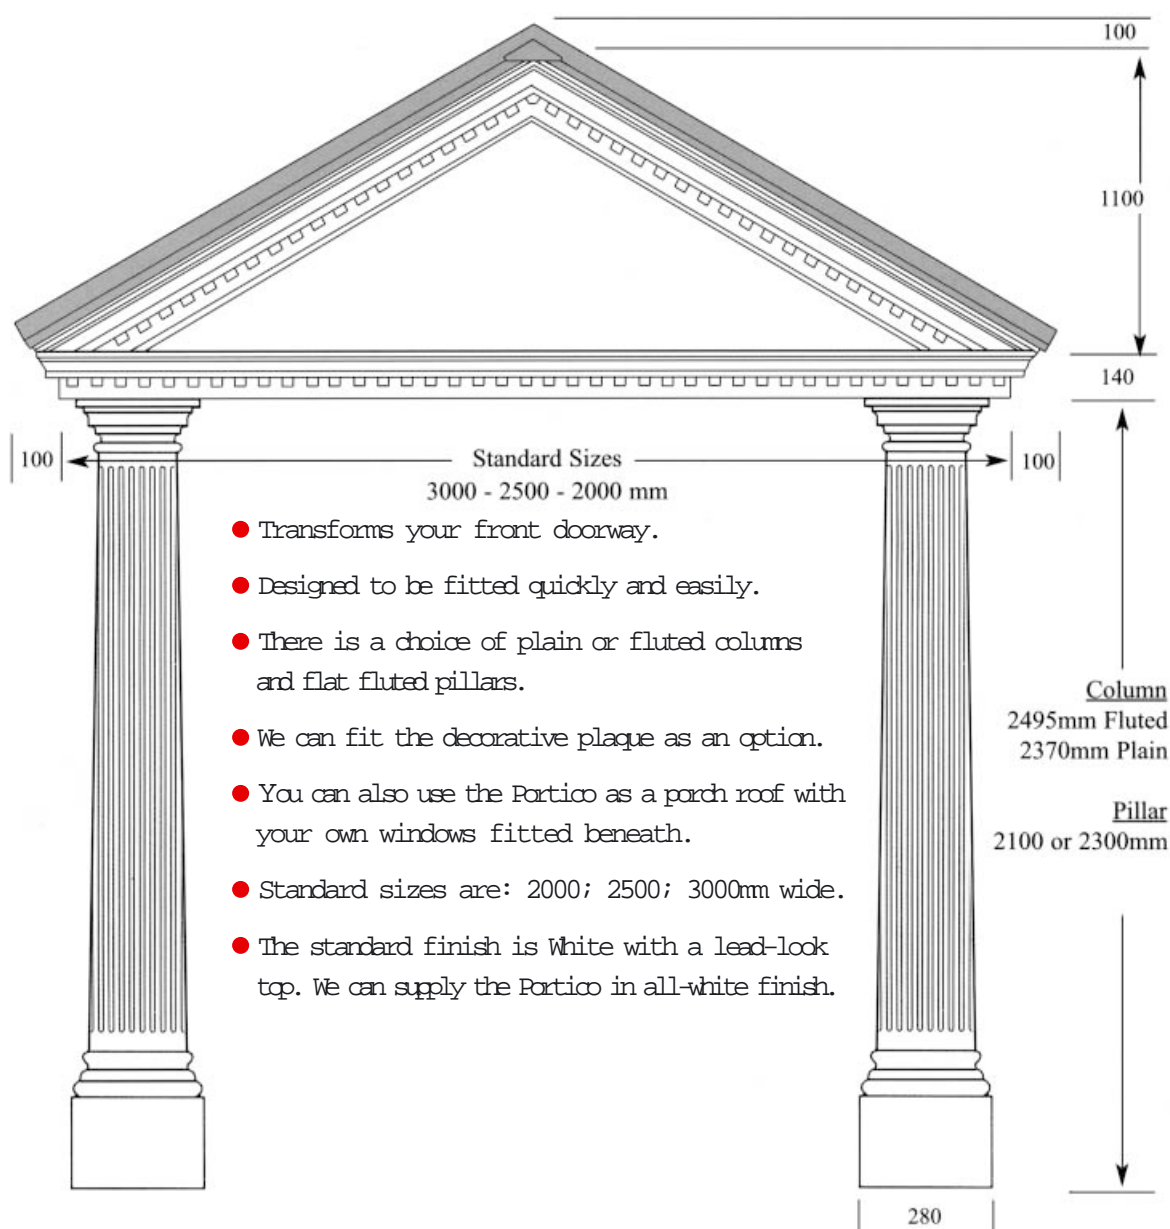 100
1100
140
100
Standard Sizes
100
3000 - 2500 - 2000 mm
Transforms your front doorway.
Designed to be fitted quickly and easily.
There is a choice of plain or fluted columns
and flat fluted pillars.
We can fit the decorative plaque as an option.
You can also use the Portico as a porch roof with
your own windows fitted beneath.
Standard sizes are: 2000; 2500; 3000mm wide.
The standard finish is White with a lead-look
top. We can supply the Portico in all-white finish.
Column
2495mm Fluted
2370mm Plain
Pillar
2100 or 2300mm
280